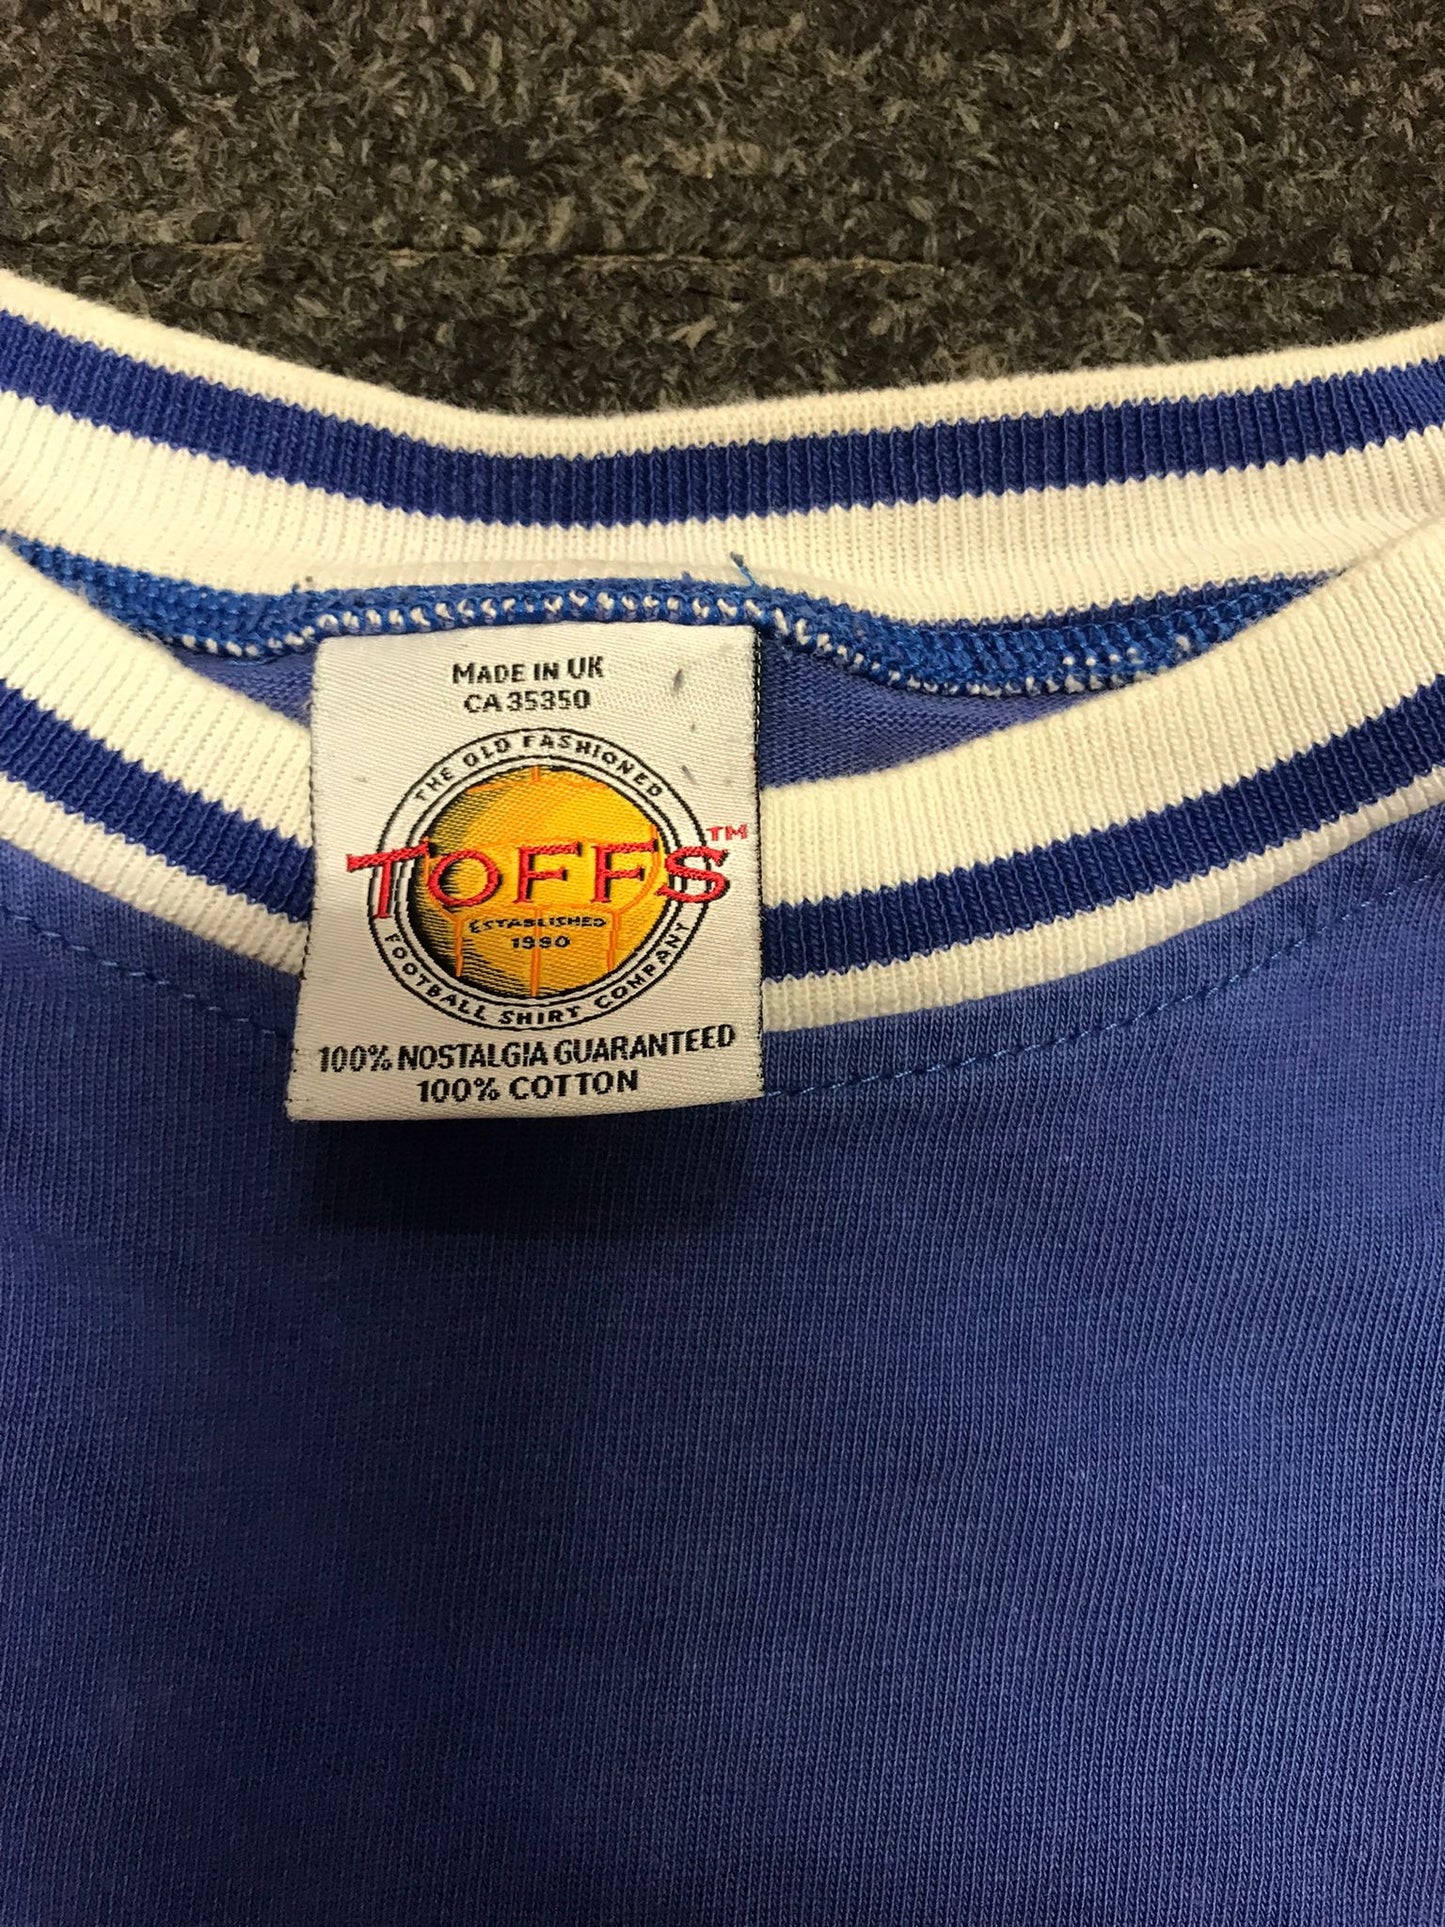 MADE IN UK
CA 35350
THE OLD FASHIONED
TOFFS™
ESTABLISHED
1990
FOOTBALL SHIRT COMPANY
100% NOSTALGIA GUARANTEED
100% COTTON